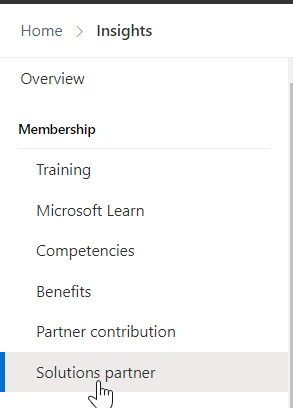 Home > Insights
Overview
Membership
Training
Microsoft Learn
Competencies
Benefits
Partner contribution
Solutions partner